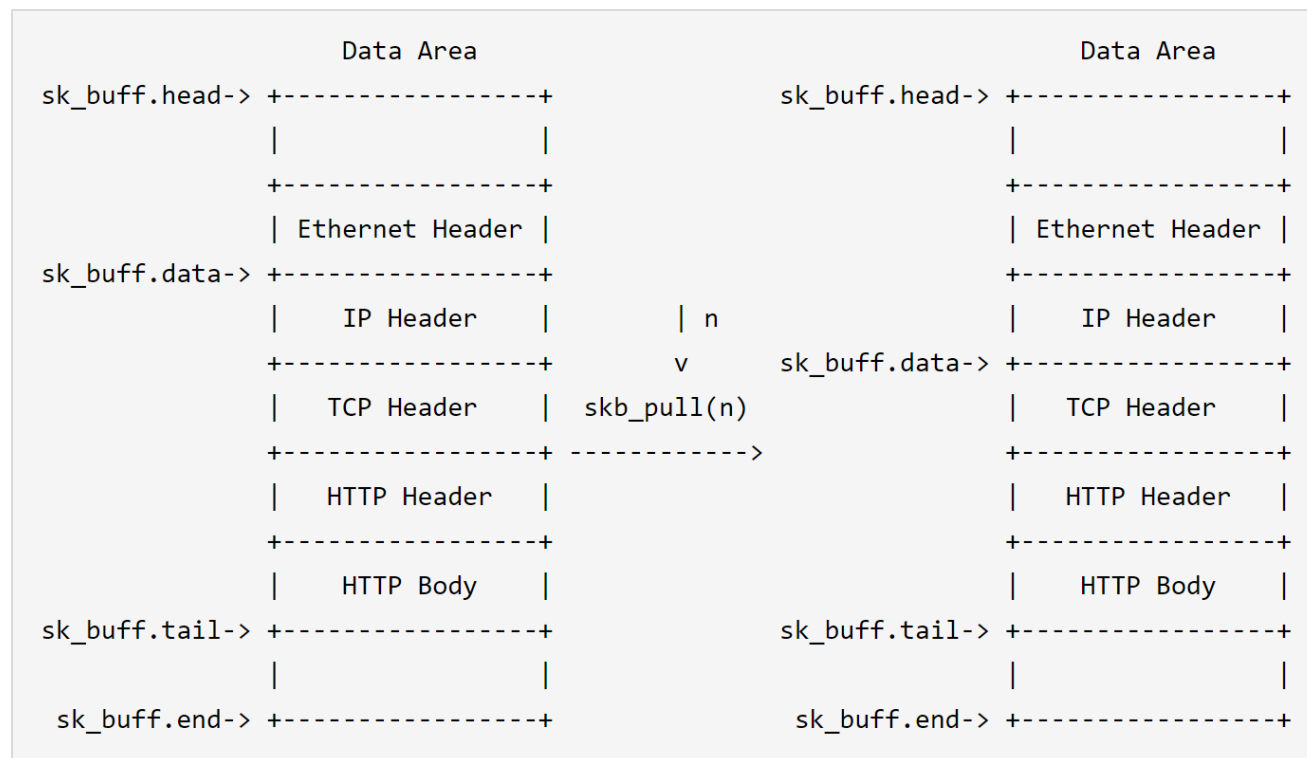 Data Area                                        Data Area
sk_buff.head-> +-----------------+               sk_buff.head-> +-----------------+
               |                 |                              |                 |
               +-----------------+                              +-----------------+
               | Ethernet Header |                              | Ethernet Header |
sk_buff.data-> +-----------------+                              +-----------------+
               |    IP Header    |        | n                   |    IP Header    |
               +-----------------+        v      sk_buff.data-> +-----------------+
               |   TCP Header    |  skb_pull(n)                 |   TCP Header    |
               +-----------------+ ------------>                +-----------------+
               |   HTTP Header   |                              |   HTTP Header   |
               +-----------------+                              +-----------------+
               |    HTTP Body    |                              |    HTTP Body    |
sk_buff.tail-> +-----------------+               sk_buff.tail-> +-----------------+
               |                 |                              |                 |
 sk_buff.end-> +-----------------+                sk_buff.end-> +-----------------+